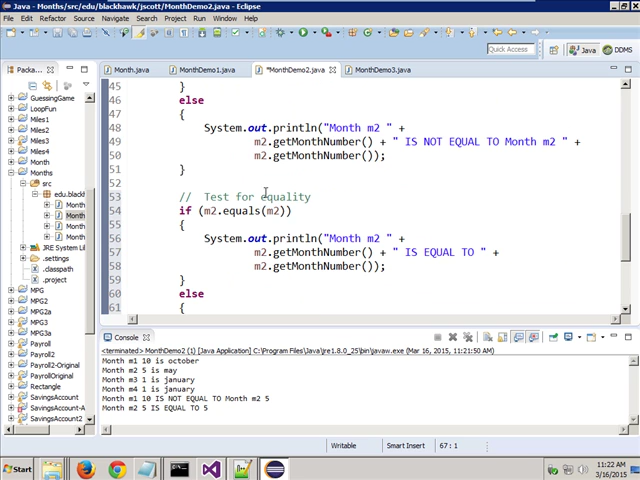 Java - Months/src/edu/blackhawk/jscott/MonthDemo2.java - Eclipse
File Edit Source Refactor Navigate Search Project Run Window Help
Quick Access
Java
DDMS
Packa...
Month.java
MonthDemo1.java
*MonthDemo2.java
MonthDemo3.java
GuessingGame
LoopFun
Miles1
Miles2
Miles3
Miles4
Month
Months
src
edu.blackh
Month
Month
Month
Month
JRE System Lib
.settings
.classpath
.project
MPG
MPG2
MPG2a
MPG3
MPG3a
Payroll
Payroll2
Payroll2-Original
PayrollOriginal
Rectangle
SavingsAccount
SavingsAccount-A
SavingsAccount2
45 }
46 else
47 {
48 System.out.println("Month m2 " +
49 m2.getMonthNumber() + " IS NOT EQUAL TO Month m2 " +
50 m2.getMonthNumber());
51 }
52
53 // Test for equality
54 if (m2.equals(m2))
55 {
56 System.out.println("Month m2 " +
57 m2.getMonthNumber() + " IS EQUAL TO " +
58 m2.getMonthNumber());
59 }
60 else
61 {
Console
<terminated> MonthDemo2 (1) [Java Application] C:\Program Files\Java\jre1.8.0_25\bin\javaw.exe (Mar 16, 2015, 11:21:50 AM)
Month m1 10 is october
Month m2 5 is may
Month m3 1 is january
Month m4 1 is january
Month m1 10 IS NOT EQUAL TO Month m2 5
Month m2 5 IS EQUAL TO 5
Writable
Smart Insert
67 : 1
Start
11:22 AM
3/16/2015